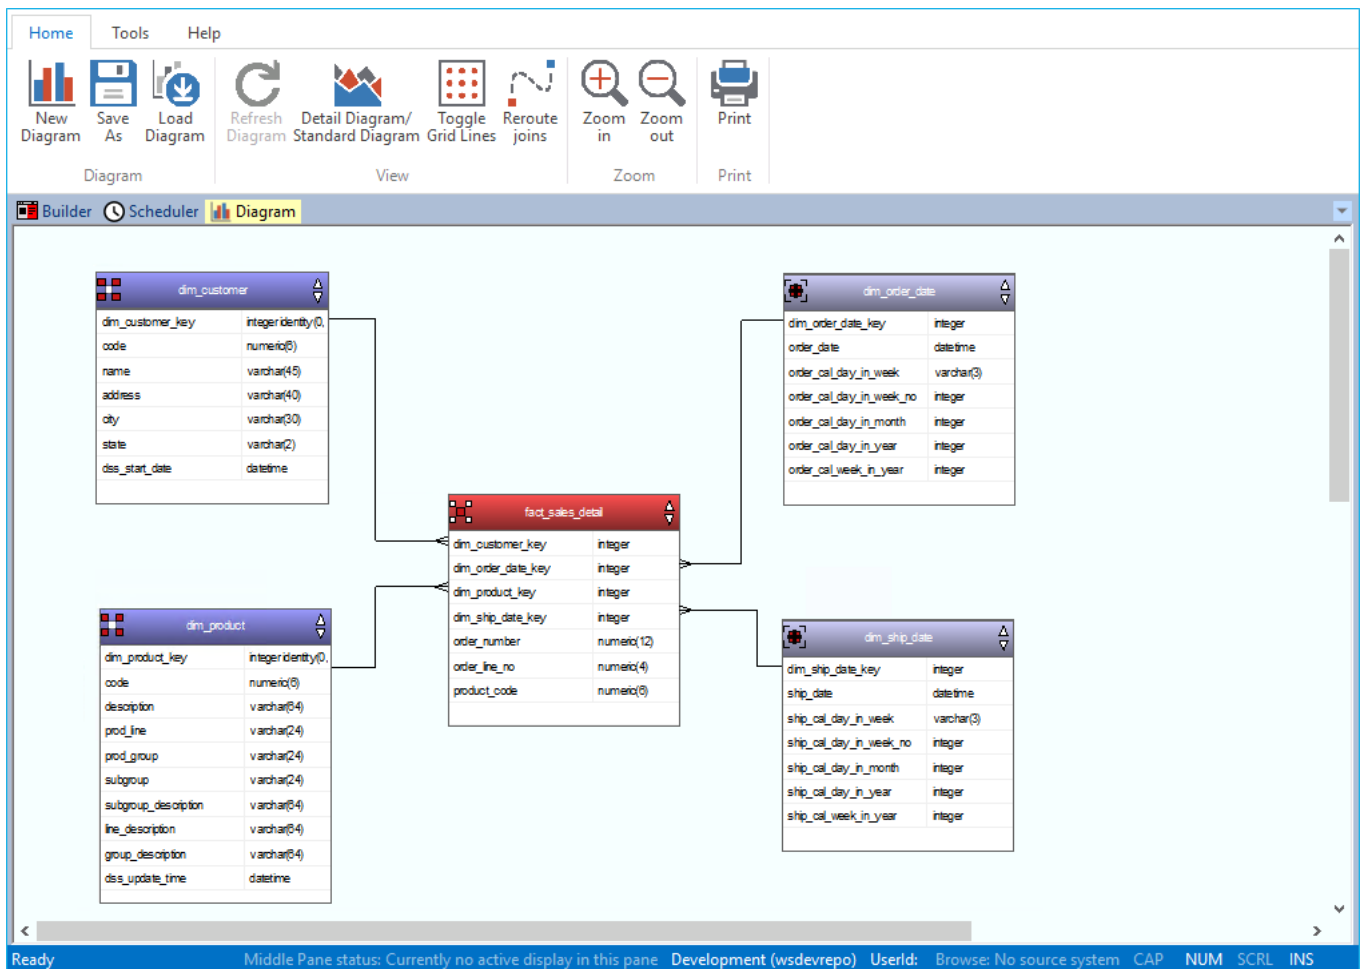 Home Tools Help
New Diagram
Save As
Load Diagram
Refresh Diagram
Detail Diagram/ Standard Diagram
Toggle Grid Lines
Reroute joins
Zoom in
Zoom out
Print
Diagram View Zoom Print
Builder Scheduler Diagram
dim_customer
dim_customer_key integer identity(0,
code numeric(6)
name varchar(45)
address varchar(40)
city varchar(30)
state varchar(2)
dss_start_date datetime
dim_order_date
dim_order_date_key integer
order_date datetime
order_cal_day_in_week varchar(3)
order_cal_day_in_week_no integer
order_cal_day_in_month integer
order_cal_day_in_year integer
order_cal_week_in_year integer
fact_sales_detail
dim_customer_key integer
dim_order_date_key integer
dim_product_key integer
dim_ship_date_key integer
order_number numeric(12)
order_line_no numeric(4)
product_code numeric(6)
dim_product
dim_product_key integer identity(0,
code numeric(6)
description varchar(64)
prod_line varchar(24)
prod_group varchar(24)
subgroup varchar(24)
subgroup_description varchar(64)
line_description varchar(64)
group_description varchar(64)
dss_update_time datetime
dim_ship_date
dim_ship_date_key integer
ship_date datetime
ship_cal_day_in_week varchar(3)
ship_cal_day_in_week_no integer
ship_cal_day_in_month integer
ship_cal_day_in_year integer
ship_cal_week_in_year integer
Ready Middle Pane status: Currently no active display in this pane Development (wsdevrepo) UserId: Browse: No source system CAP NUM SCRL INS